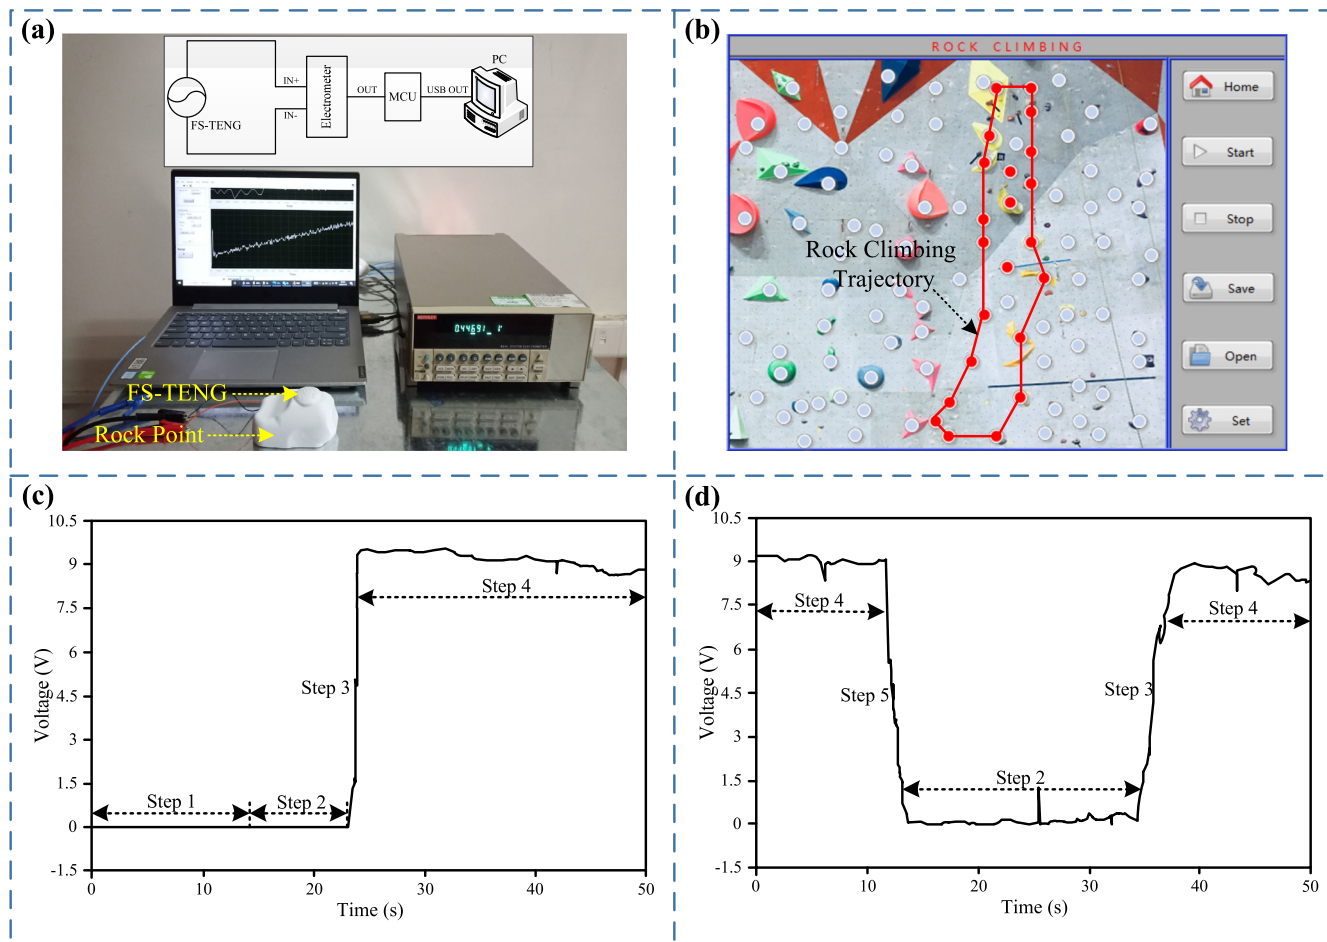 (a)
PC
IN+
Electrometer
OUT
MCU
USB OUT
FS-TENG
IN-
FS-TENG
Rock Point
(b)
ROCK CLIMBING
Home
Start
Stop
Save
Open
Set
Rock Climbing
Trajectory
(c)
10.5
9
7.5
6
4.5
3
1.5
0
-1.5
Voltage (V)
Step 1
Step 2
Step 3
Step 4
0
10
20
30
40
50
Time (s)
(d)
10.5
9
7.5
6
4.5
3
1.5
0
-1.5
Voltage (V)
Step 4
Step 5
Step 2
Step 3
Step 4
0
10
20
30
40
50
Time (s)